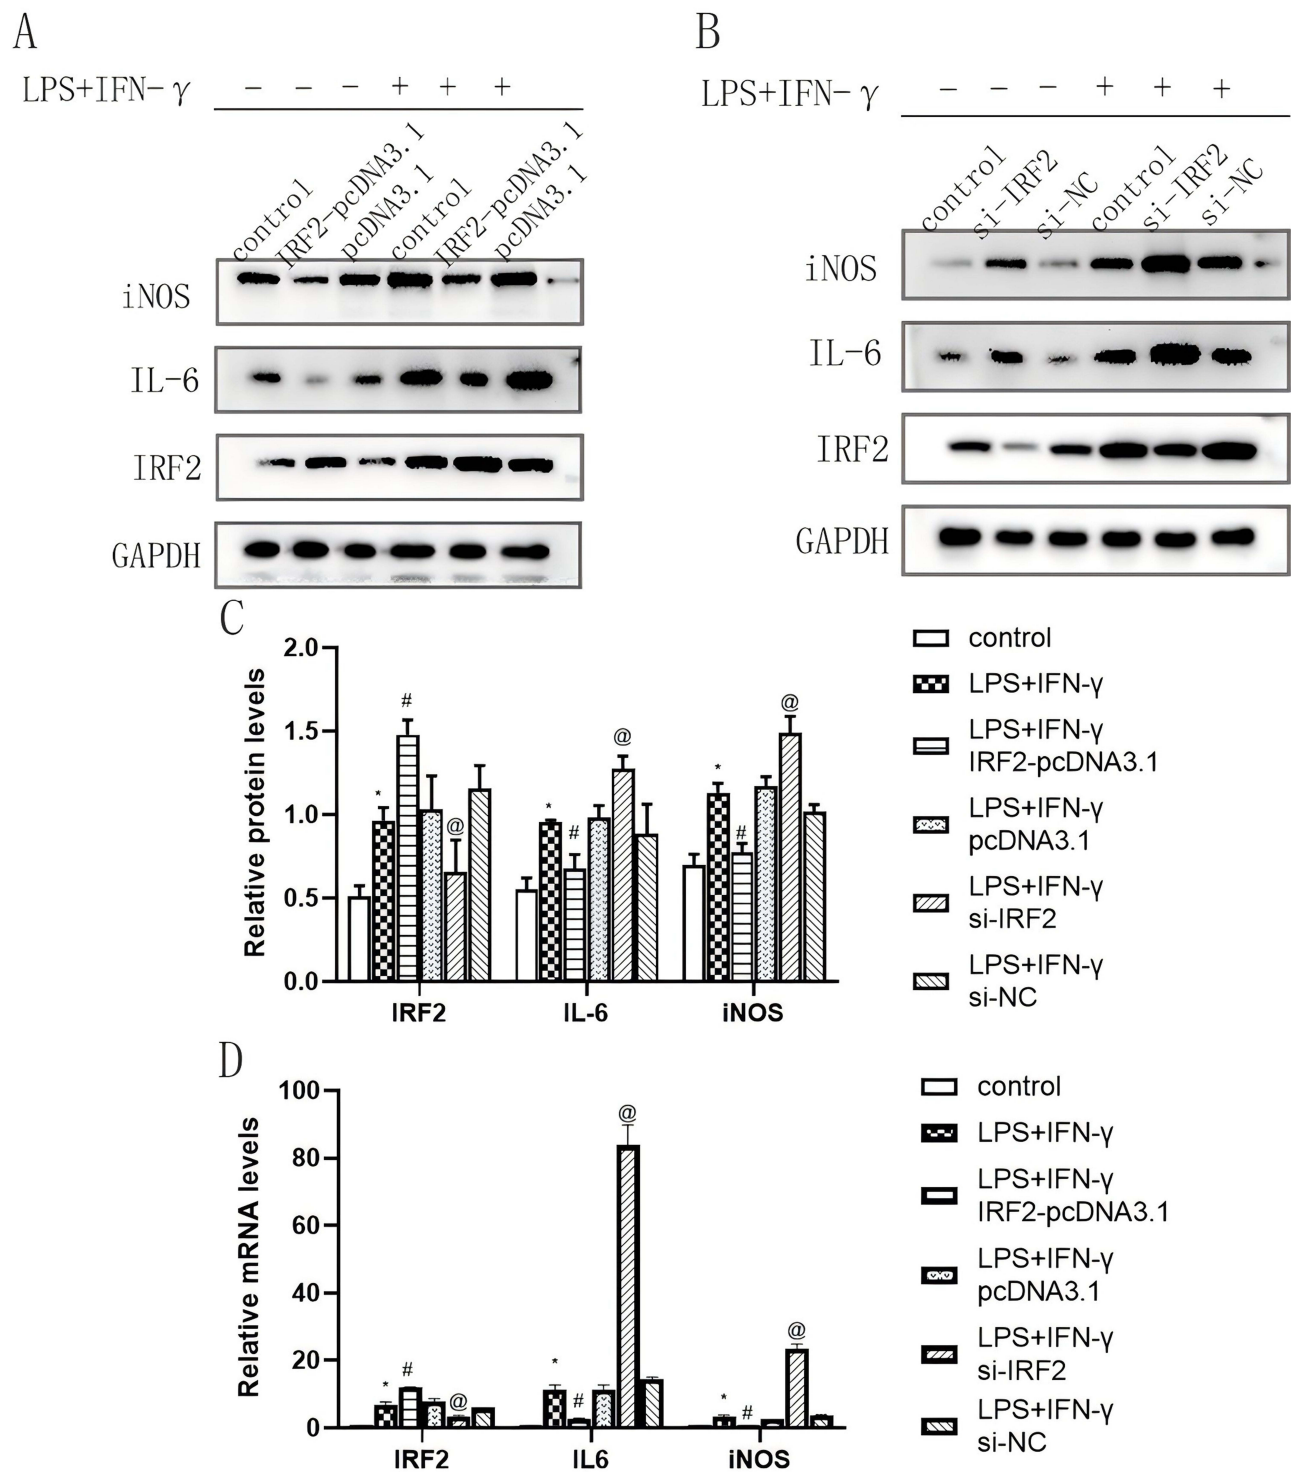 A
LPS+IFN-γ - - - + + +
control IRF2-pcDNA3.1 pcDNA3.1 control IRF2-pcDNA3.1 pcDNA3.1
iNOS
IL-6
IRF2
GAPDH
B
LPS+IFN-γ - - - + + +
control si-IRF2 si-NC control si-IRF2 si-NC
iNOS
IL-6
IRF2
GAPDH
C
Relative protein levels
2.0
1.5
1.0
0.5
0.0
* # @
* # @
* # @
IRF2 IL-6 iNOS
control
LPS+IFN-γ
LPS+IFN-γ
IRF2-pcDNA3.1
LPS+IFN-γ
pcDNA3.1
LPS+IFN-γ
si-IRF2
LPS+IFN-γ
si-NC
D
Relative mRNA levels
100
80
60
40
20
0
* # @
* # @
* # @
IRF2 IL6 iNOS
control
LPS+IFN-γ
LPS+IFN-γ
IRF2-pcDNA3.1
LPS+IFN-γ
pcDNA3.1
LPS+IFN-γ
si-IRF2
LPS+IFN-γ
si-NC